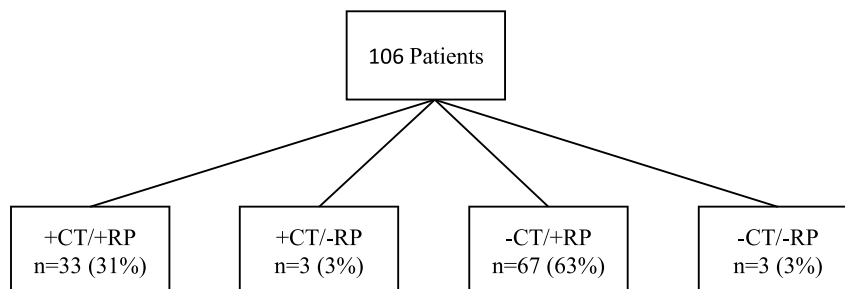 106 Patients
+CT/+RP
n=33 (31%)
+CT/-RP
n=3 (3%)
-CT/+RP
n=67 (63%)
-CT/-RP
n=3 (3%)